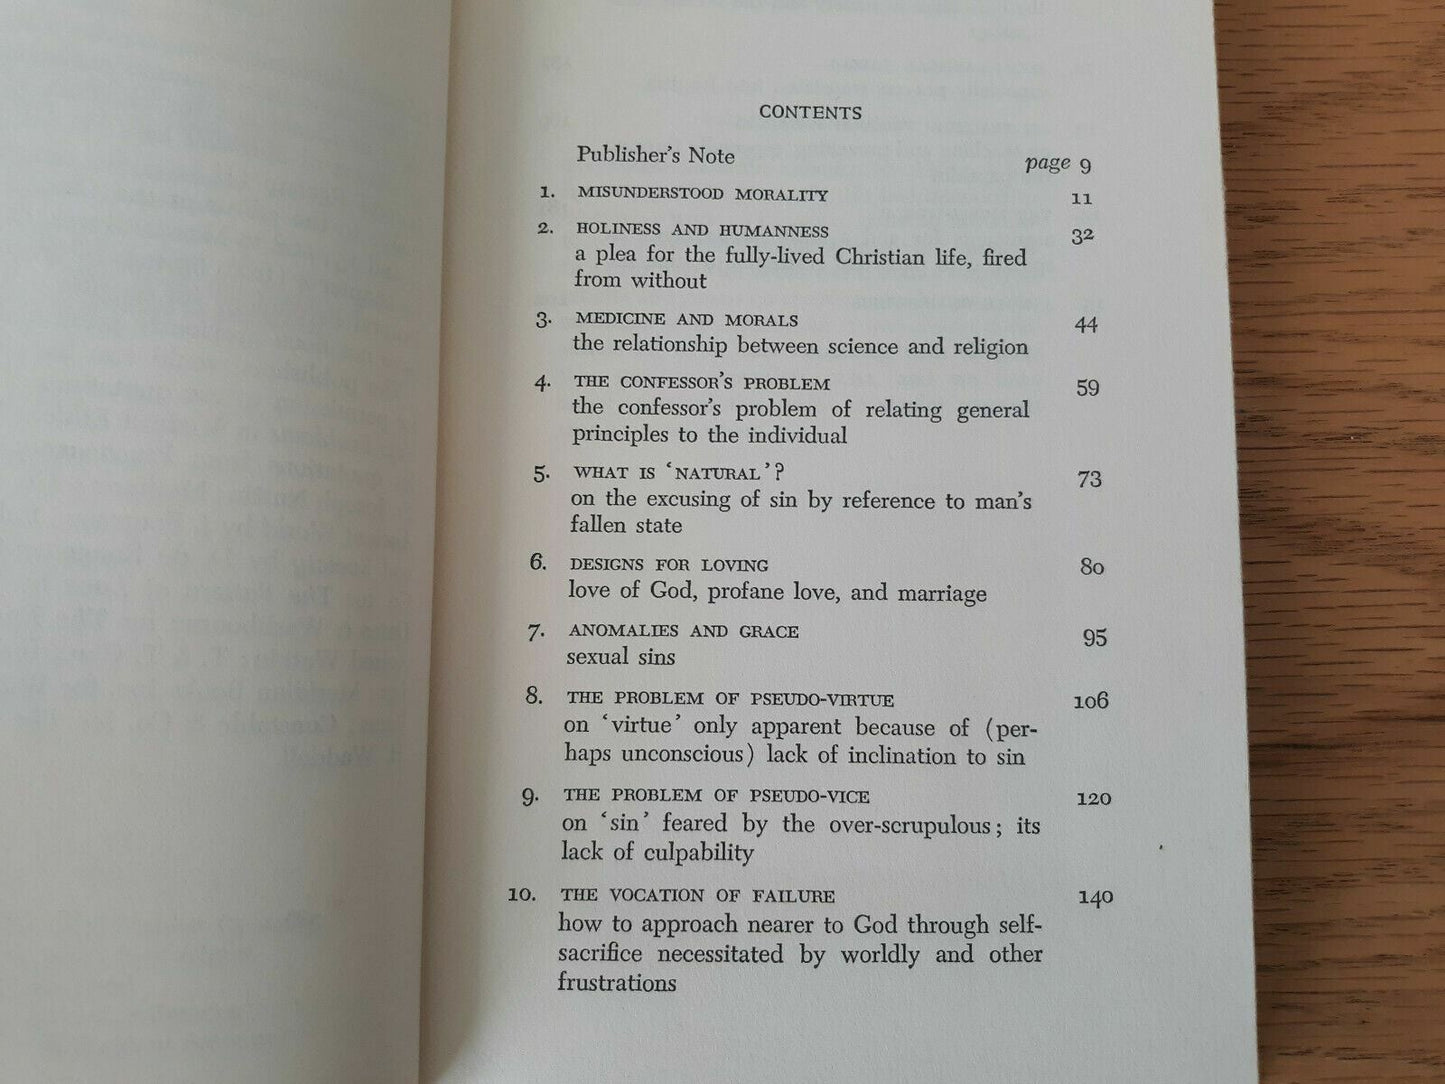 CONTENTS
Publisher's Note page 9
1. MISUNDERSTOOD MORALITY 11
2. HOLINESS AND HUMANNESS 32
a plea for the fully-lived Christian life, fired
from without
3. MEDICINE AND MORALS 44
the relationship between science and religion
4. THE CONFESSOR'S PROBLEM 59
the confessor's problem of relating general
principles to the individual
5. WHAT IS 'NATURAL'? 73
on the excusing of sin by reference to man's
fallen state
6. DESIGNS FOR LOVING 80
love of God, profane love, and marriage
7. ANOMALIES AND GRACE 95
sexual sins
8. THE PROBLEM OF PSEUDO-VIRTUE 106
on 'virtue' only apparent because of (per-
haps unconscious) lack of inclination to sin
9. THE PROBLEM OF PSEUDO-VICE 120
on 'sin' feared by the over-scrupulous; its
lack of culpability
10. THE VOCATION OF FAILURE 140
how to approach nearer to God through self-
sacrifice necessitated by worldly and other
frustrations